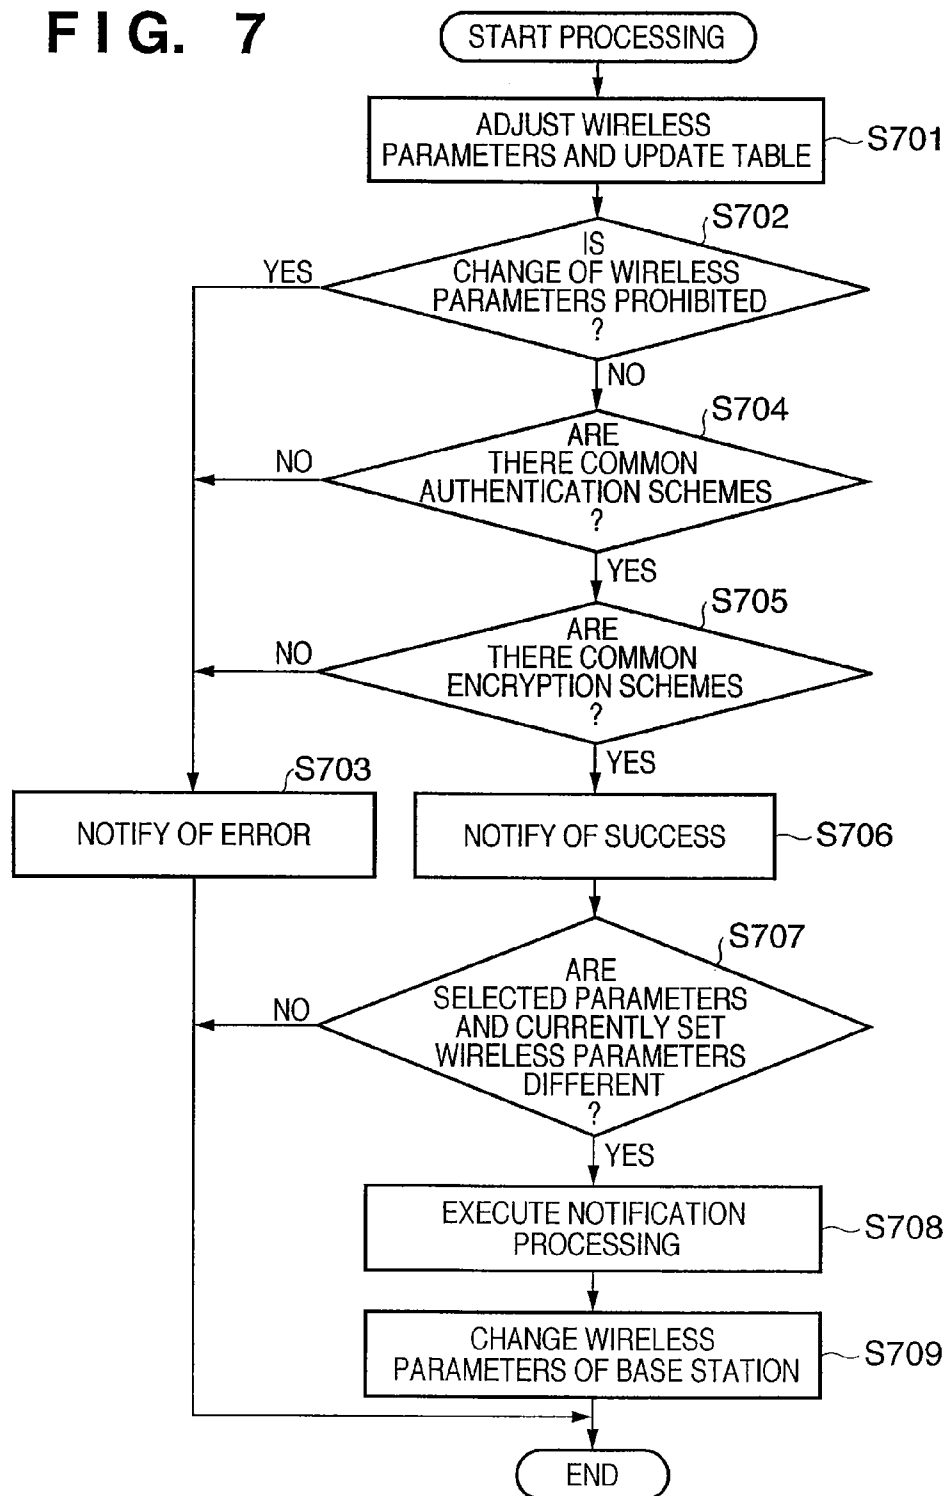 FIG. 7
START PROCESSING
ADJUST WIRELESS
PARAMETERS AND UPDATE TABLE
S701
S702
IS
CHANGE OF WIRELESS
PARAMETERS PROHIBITED
?
YES
NO
S704
ARE
THERE COMMON
AUTHENTICATION SCHEMES
?
NO
YES
S705
ARE
THERE COMMON
ENCRYPTION SCHEMES
?
NO
YES
S703
NOTIFY OF ERROR
NOTIFY OF SUCCESS
S706
S707
ARE
SELECTED PARAMETERS
AND CURRENTLY SET
WIRELESS PARAMETERS
DIFFERENT
?
NO
YES
EXECUTE NOTIFICATION
PROCESSING
S708
CHANGE WIRELESS
PARAMETERS OF BASE STATION
S709
END